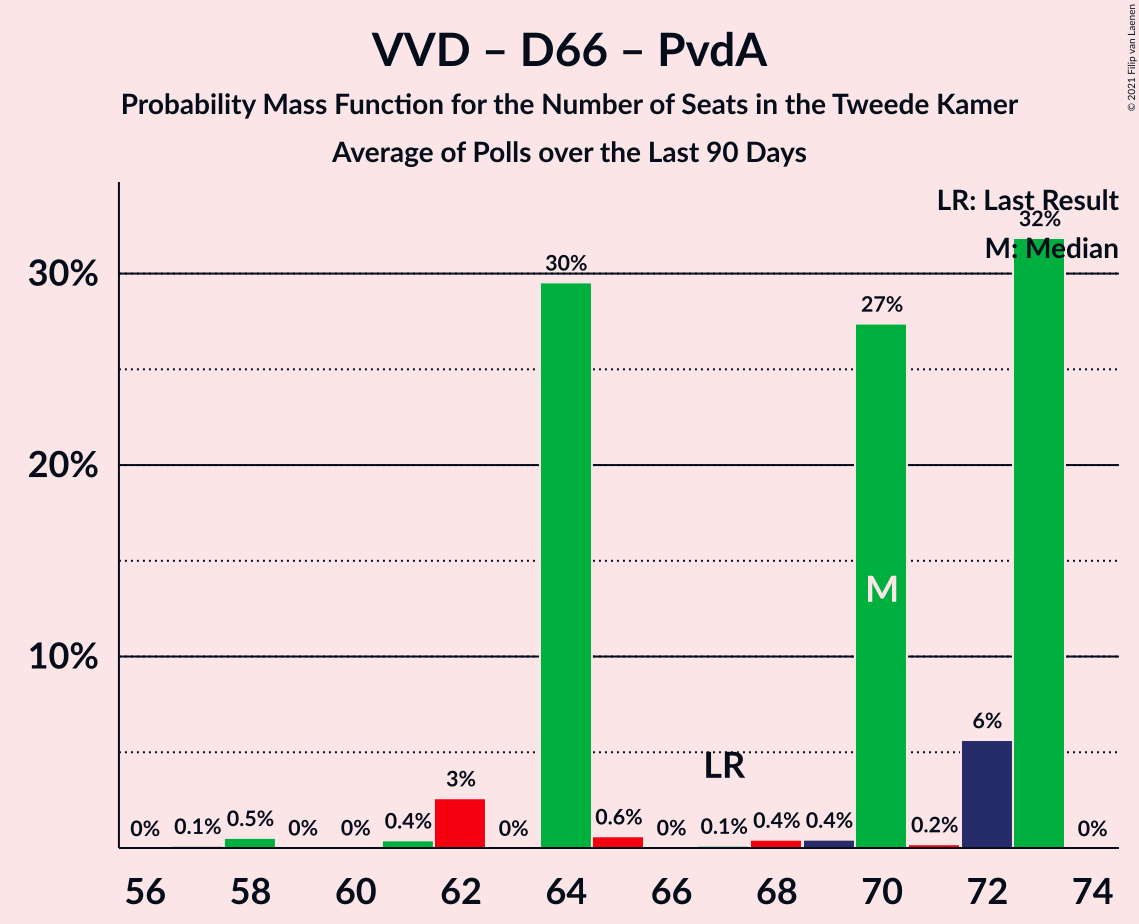 VVD – D66 – PvdA
Probability Mass Function for the Number of Seats in the Tweede Kamer
Average of Polls over the Last 90 Days
© 2021 Filip van Laenen
LR: Last Result
M: Median
30%
20%
10%
0% 0.1% 0.5% 0% 0% 0.4% 3% 0% 30% 0.6% 0% 0.1% 0.4% 0.4% 27% 0.2% 6% 32% 0%
LR
M
56 58 60 62 64 66 68 70 72 74